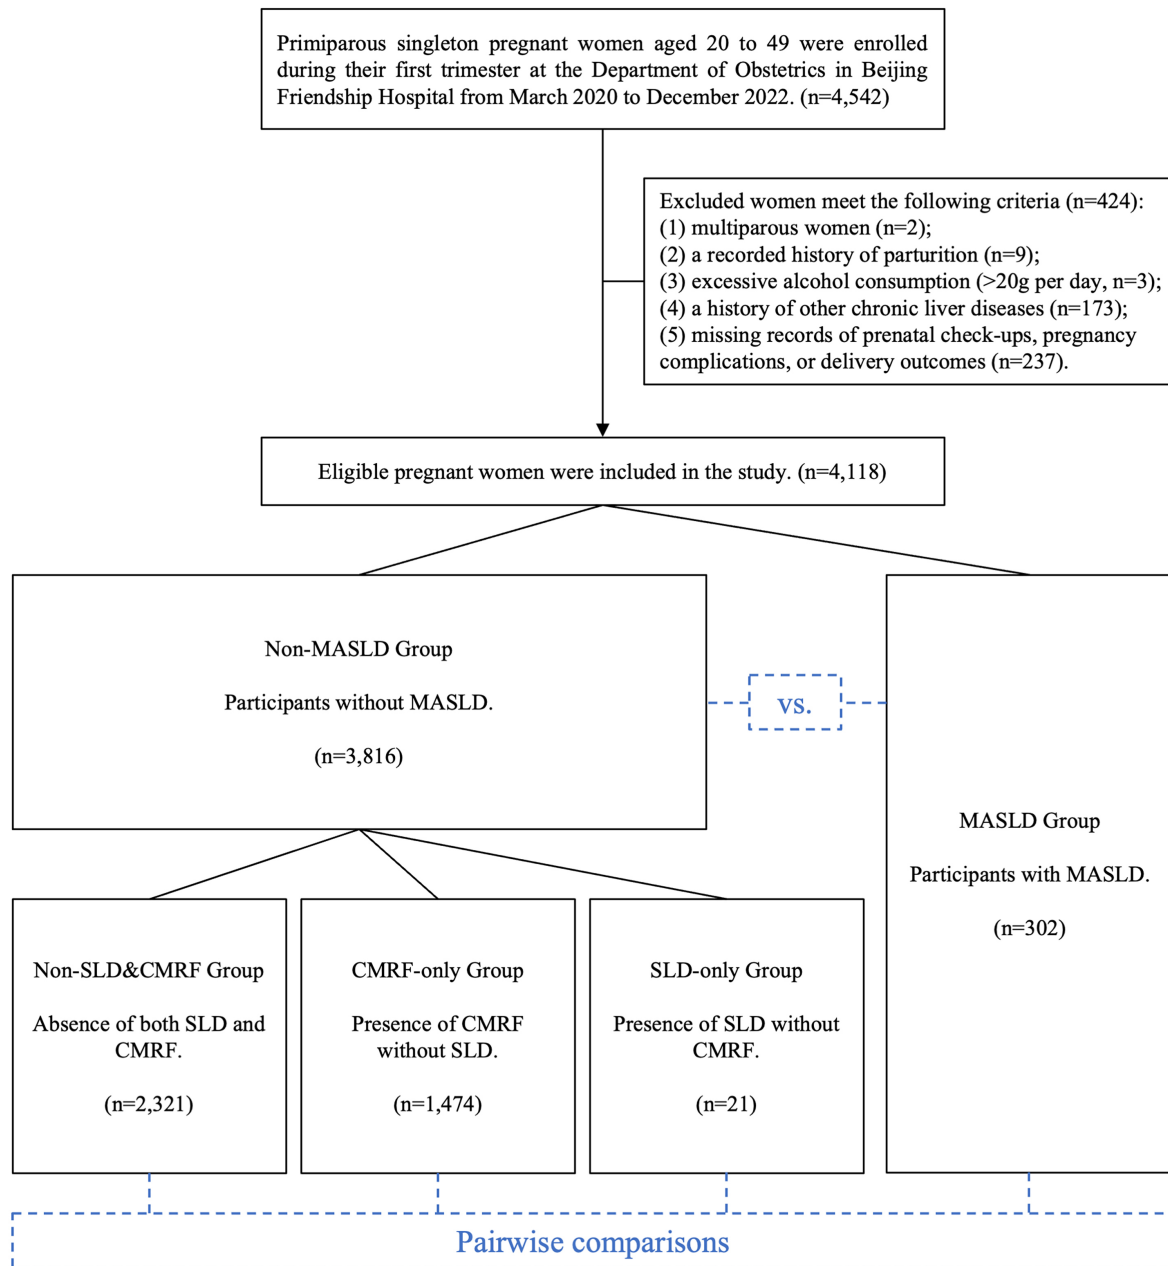 Primiparous singleton pregnant women aged 20 to 49 were enrolled
during their first trimester at the Department of Obstetrics in Beijing
Friendship Hospital from March 2020 to December 2022. (n=4,542)
Excluded women meet the following criteria (n=424):
(1) multiparous women (n=2);
(2) a recorded history of parturition (n=9);
(3) excessive alcohol consumption (>20g per day, n=3);
(4) a history of other chronic liver diseases (n=173);
(5) missing records of prenatal check-ups, pregnancy
complications, or delivery outcomes (n=237).
Eligible pregnant women were included in the study. (n=4,118)
Non-MASLD Group
Participants without MASLD.
(n=3,816)
vs.
MASLD Group
Participants with MASLD.
(n=302)
Non-SLD&CMRF Group
Absence of both SLD and
CMRF.
(n=2,321)
CMRF-only Group
Presence of CMRF
without SLD.
(n=1,474)
SLD-only Group
Presence of SLD without
CMRF.
(n=21)
Pairwise comparisons